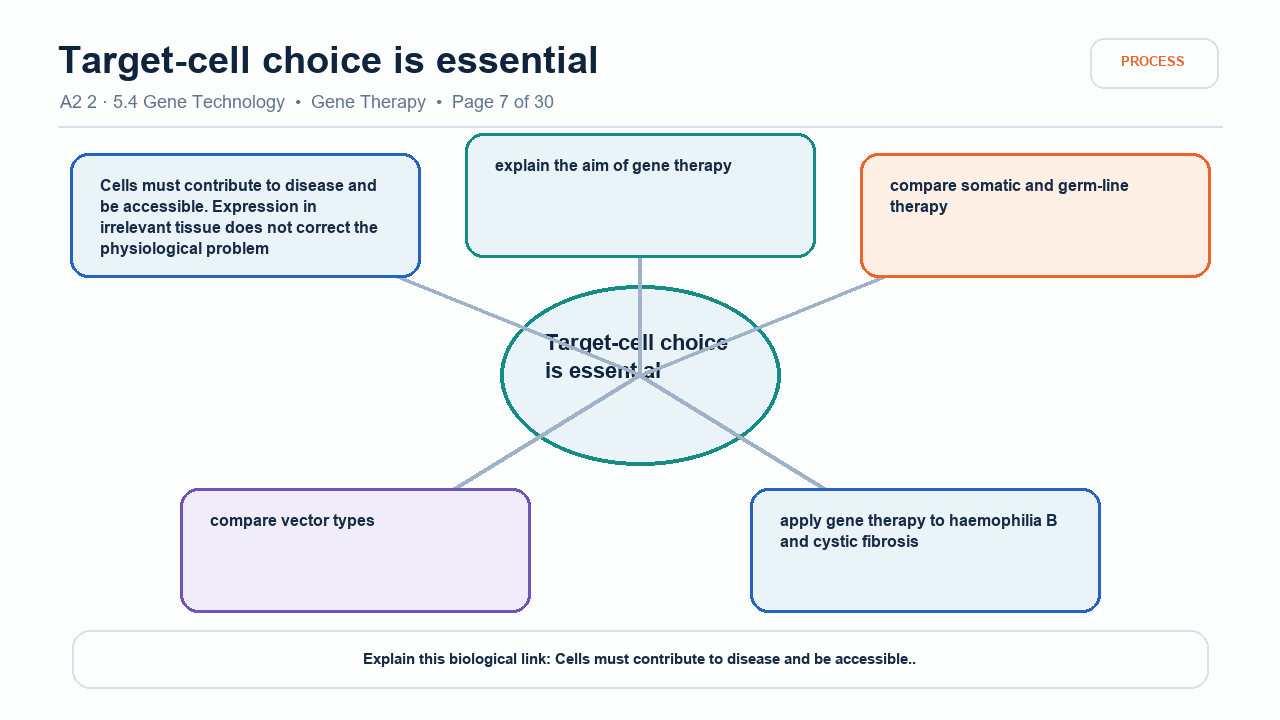 Target-cell choice is essential
PROCESS
A2 2 · 5.4 Gene Technology • Gene Therapy • Page 7 of 30
Cells must contribute to disease and
be accessible. Expression in
irrelevant tissue does not correct the
physiological problem
explain the aim of gene therapy
compare somatic and germ-line
therapy
Target-cell choice
is essential
compare vector types
apply gene therapy to haemophilia B
and cystic fibrosis
Explain this biological link: Cells must contribute to disease and be accessible..